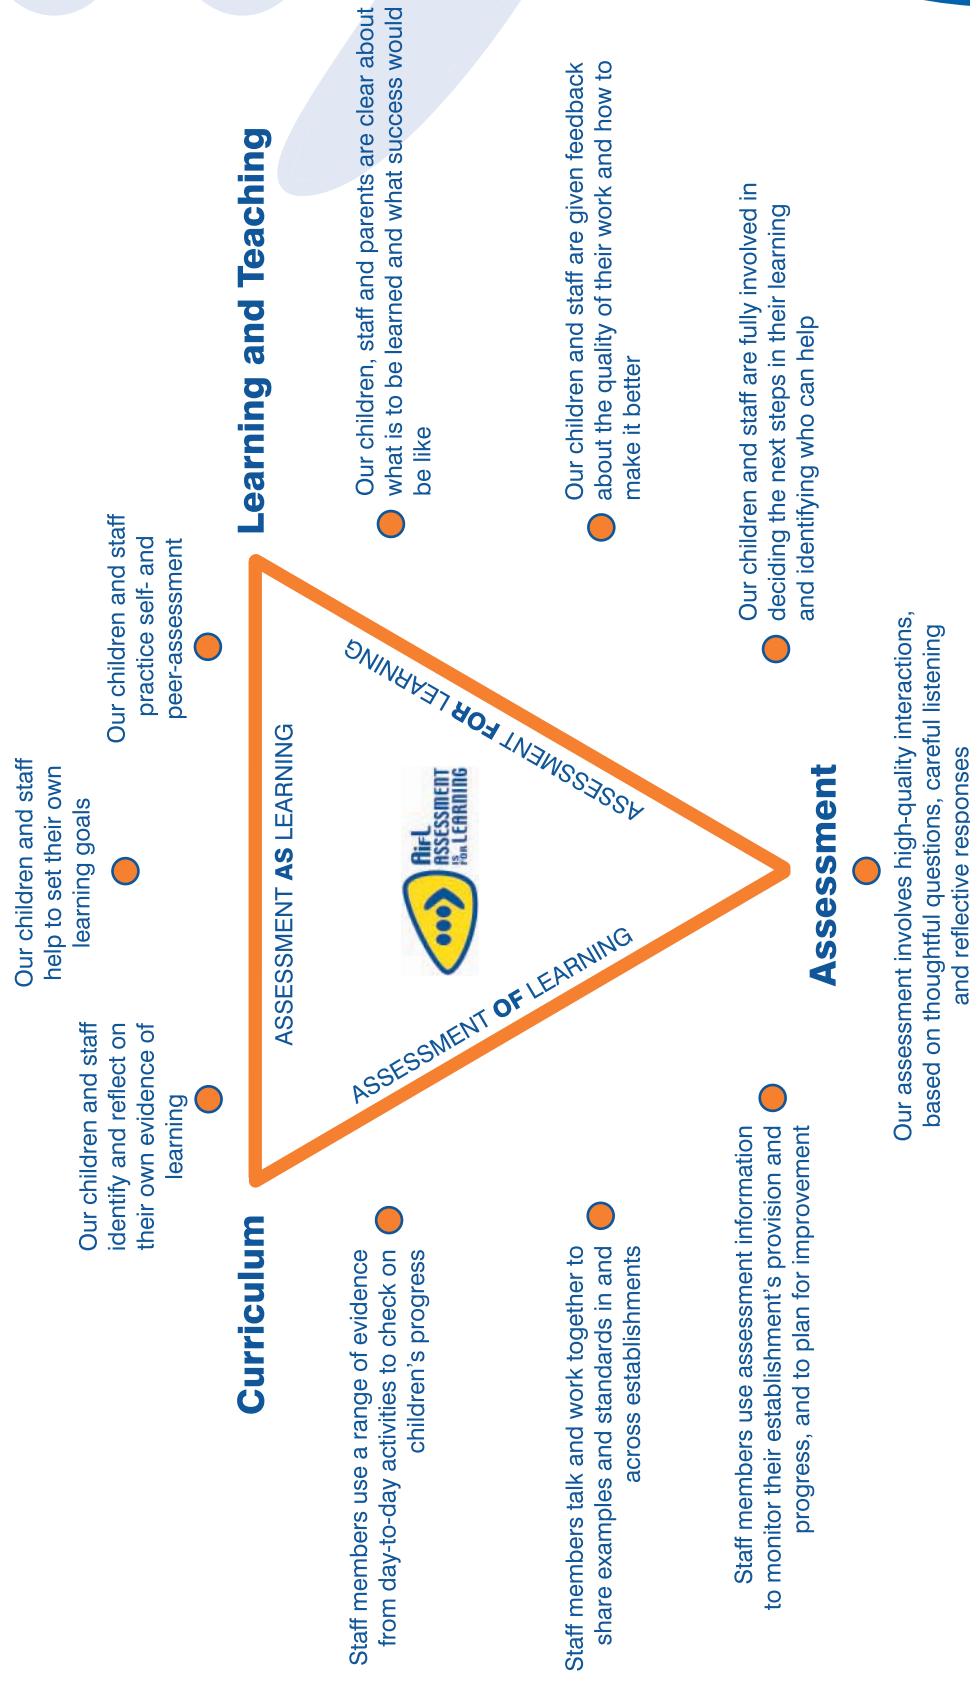 Our children and staff
help to set their own
learning goals
Our children and staff
identify and reflect on
their own evidence of
learning
Our children and staff
practice self- and
peer-assessment
Curriculum
Learning and Teaching
ASSESSMENT AS LEARNING
ASSESSMENT OF LEARNING
ASSESSMENT FOR LEARNING
AifL
ASSESSMENT
IS
FOR LEARNING
Staff members use a range of evidence
from day-to-day activities to check on
children's progress
Our children, staff and parents are clear about
what is to be learned and what success would
be like
Staff members talk and work together to
share examples and standards in and
across establishments
Our children and staff are given feedback
about the quality of their work and how to
make it better
Staff members use assessment information
to monitor their establishment's provision and
progress, and to plan for improvement
Our children and staff are fully involved in
deciding the next steps in their learning
and identifying who can help
Assessment
Our assessment involves high-quality interactions,
based on thoughtful questions, careful listening
and reflective responses